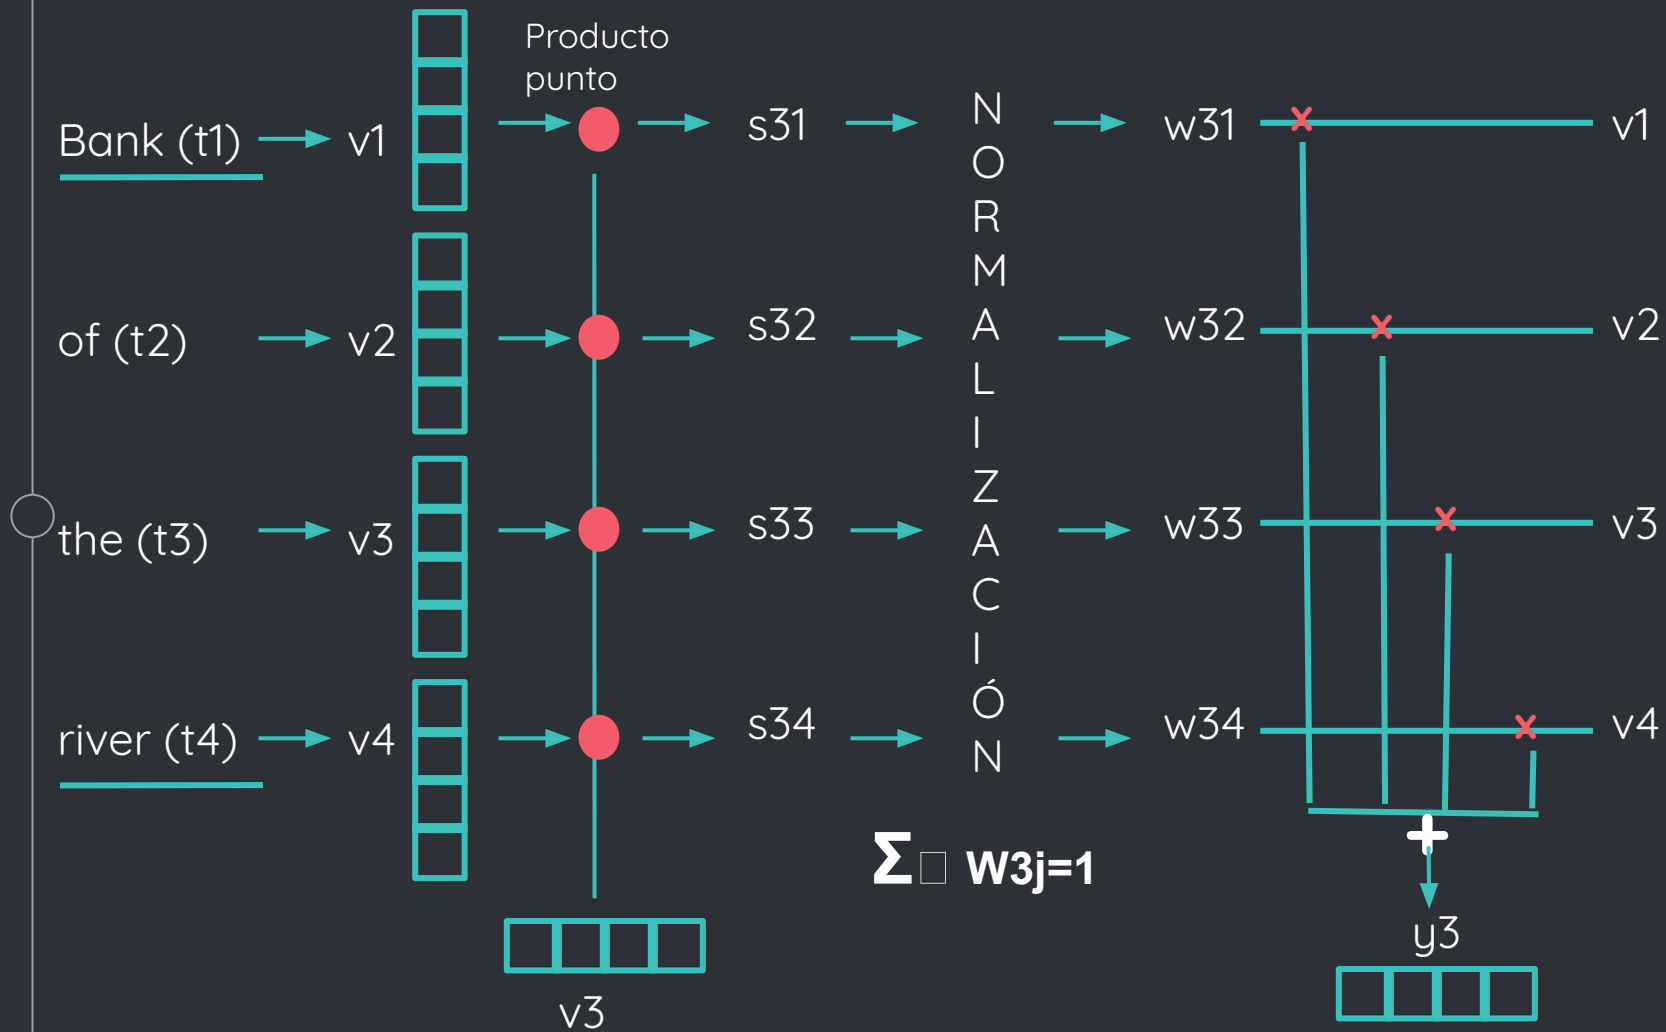 Producto
punto
Bank (t1) v1 s31 w31 v1
of (t2) v2 s32 w32 v2
the (t3) v3 s33 w33 v3
river (t4) v4 s34 w34 v4
NORMALIZACIÓN
Σ□ W3j=1
+
y3
v3